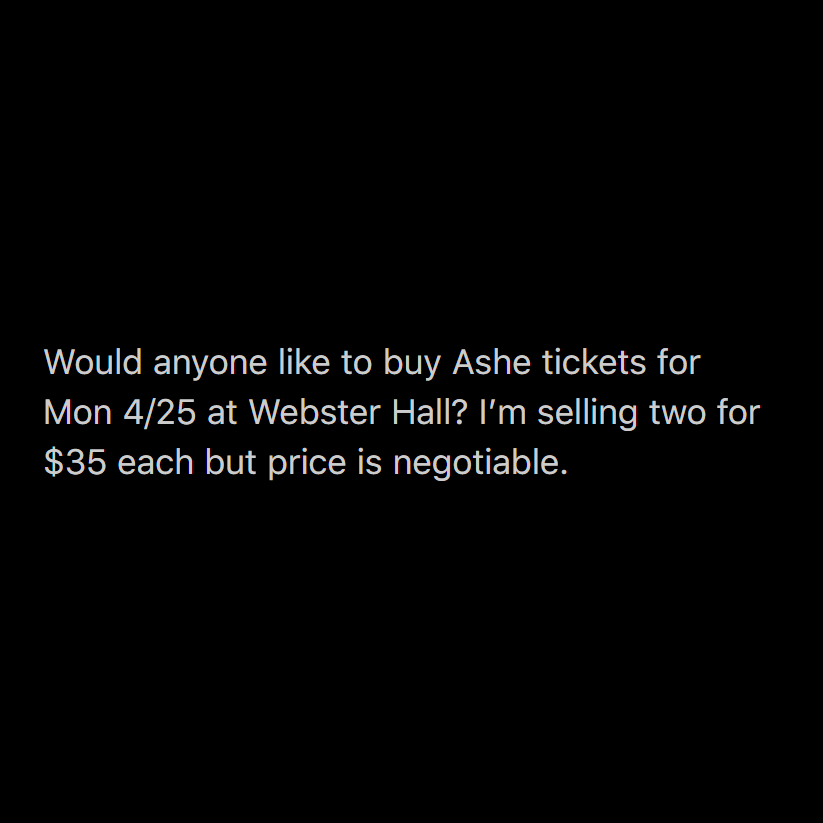 Would anyone like to buy Ashe tickets for
Mon 4/25 at Webster Hall? I’m selling two for
$35 each but price is negotiable.